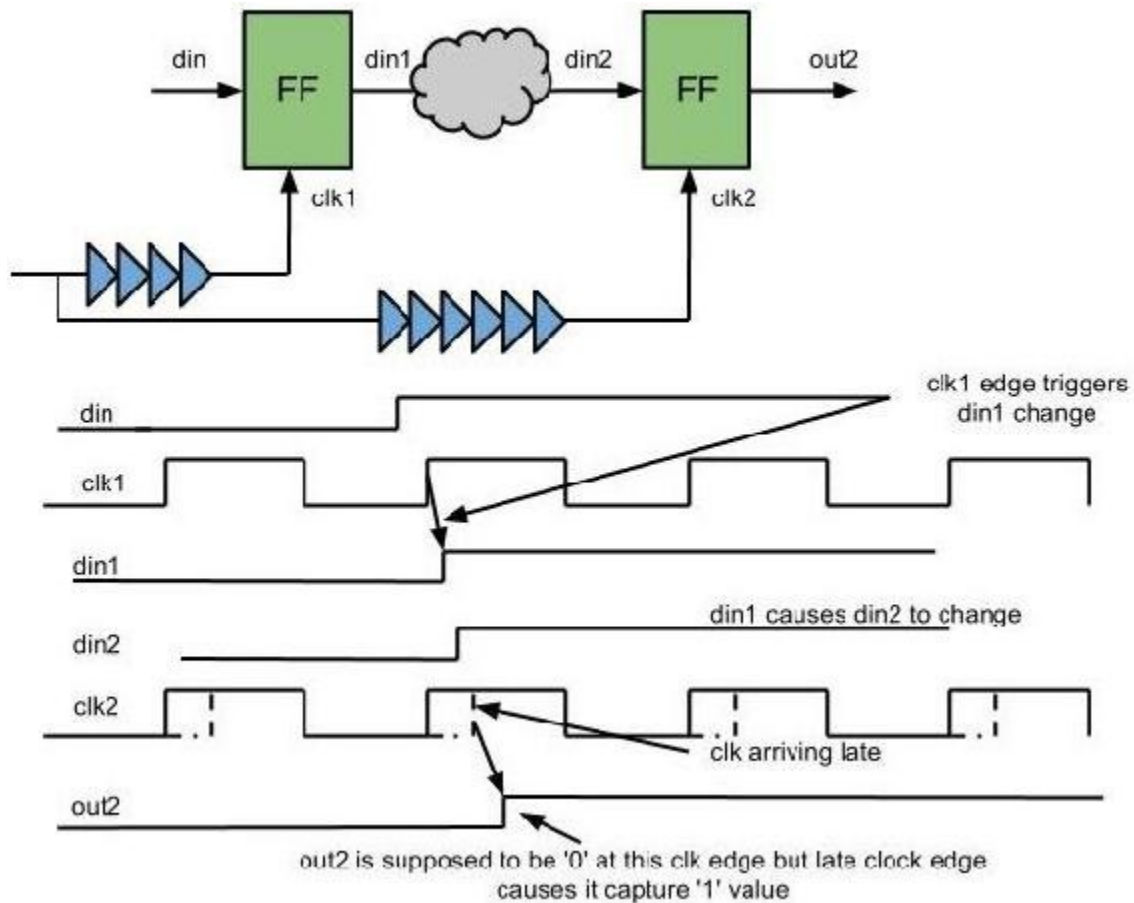 din
FF
din1
din2
FF
out2
clk1
clk2
clk1 edge triggers
din1 change
din
clk1
din1
din1 causes din2 to change
din2
clk2
clk arriving late
out2
out2 is supposed to be '0' at this clk edge but late clock edge
causes it capture '1' value